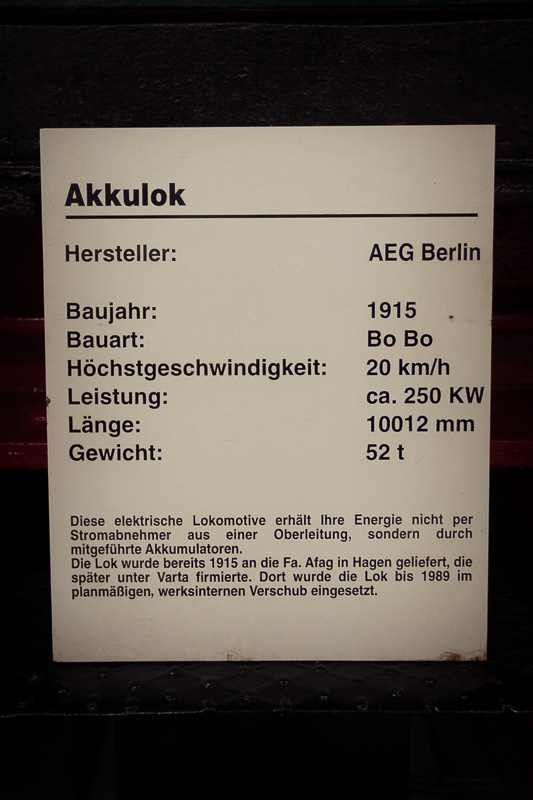 Akkulok
Hersteller: AEG Berlin
Baujahr: 1915
Bauart: Bo Bo
Höchstgeschwindigkeit: 20 km/h
Leistung: ca. 250 KW
Länge: 10012 mm
Gewicht: 52 t
Diese elektrische Lokomotive erhält Ihre Energie nicht per
Stromabnehmer aus einer Oberleitung, sondern durch
mitgeführte Akkumulatoren.
Die Lok wurde bereits 1915 an die Fa. Afag in Hagen geliefert, die
später unter Varta firmierte. Dort wurde die Lok bis 1989 im
planmäßigen, werksinternen Verschub eingesetzt.